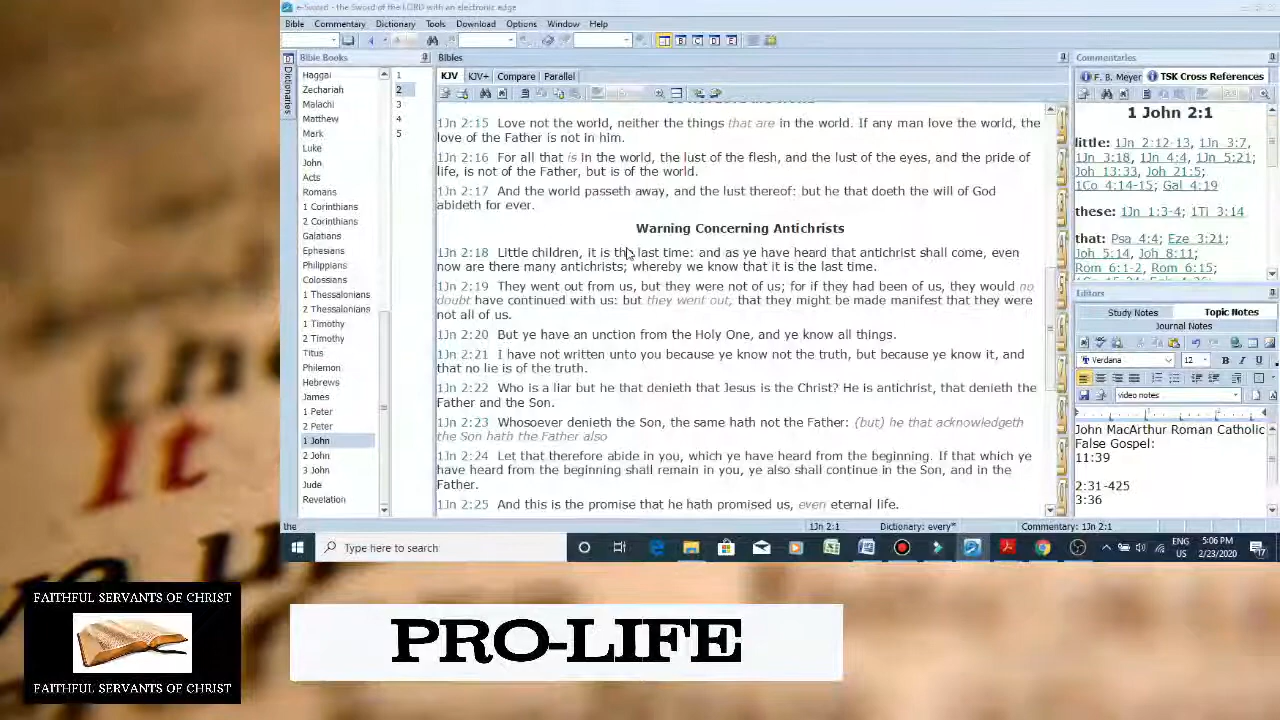 e-Sword - the Sword of the LORD with an electronic edge
Bible Commentary Dictionary Tools Download Options Window Help
B C D E
Dictionaries
Bible Books
Haggai
Zechariah
Malachi
Matthew
Mark
Luke
John
Acts
Romans
1 Corinthians
2 Corinthians
Galatians
Ephesians
Philippians
Colossians
1 Thessalonians
2 Thessalonians
1 Timothy
2 Timothy
Titus
Philemon
Hebrews
James
1 Peter
2 Peter
1 John
2 John
3 John
Jude
Revelation
1
2
3
4
5
Bibles
KJV KJV+ Compare Parallel
1Jn 2:15 Love not the world, neither the things that are in the world. If any man love the world, the
love of the Father is not in him.
1Jn 2:16 For all that is in the world, the lust of the flesh, and the lust of the eyes, and the pride of
life, is not of the Father, but is of the world.
1Jn 2:17 And the world passeth away, and the lust thereof: but he that doeth the will of God
abideth for ever.
Warning Concerning Antichrists
1Jn 2:18 Little children, it is the last time: and as ye have heard that antichrist shall come, even
now are there many antichrists; whereby we know that it is the last time.
1Jn 2:19 They went out from us, but they were not of us; for if they had been of us, they would no
doubt have continued with us: but they went out, that they might be made manifest that they were
not all of us.
1Jn 2:20 But ye have an unction from the Holy One, and ye know all things.
1Jn 2:21 I have not written unto you because ye know not the truth, but because ye know it, and
that no lie is of the truth.
1Jn 2:22 Who is a liar but he that denieth that Jesus is the Christ? He is antichrist, that denieth the
Father and the Son.
1Jn 2:23 Whosoever denieth the Son, the same hath not the Father: (but) he that acknowledgeth
the Son hath the Father also
1Jn 2:24 Let that therefore abide in you, which ye have heard from the beginning. If that which ye
have heard from the beginning shall remain in you, ye also shall continue in the Son, and in the
Father.
1Jn 2:25 And this is the promise that he hath promised us, even eternal life.
Commentaries
F. B. Meyer TSK Cross References
1 John 2:1
little: 1Jn 2:12-13, 1Jn 3:7,
1Jn 3:18, 1Jn 4:4, 1Jn 5:21;
Joh 13:33, Joh 21:5;
1Co 4:14-15; Gal 4:19
these: 1Jn 1:3-4; 1Ti 3:14
that: Psa 4:4; Eze 3:21;
Joh 5:14, Joh 8:11;
Rom 6:1-2, Rom 6:15;
Editors
Study Notes Topic Notes
Journal Notes
Verdana 12 B I U
video notes
John MacArthur Roman Catholic
False Gospel:
11:39
2:31-425
3:36
the 1Jn 2:1 Dictionary: every* Commentary: 1Jn 2:1
Type here to search
ENG
US
5:06 PM
2/23/2020
17
It
FAITHFUL SERVANTS OF CHRIST
FAITHFUL SERVANTS OF CHRIST
PRO-LIFE